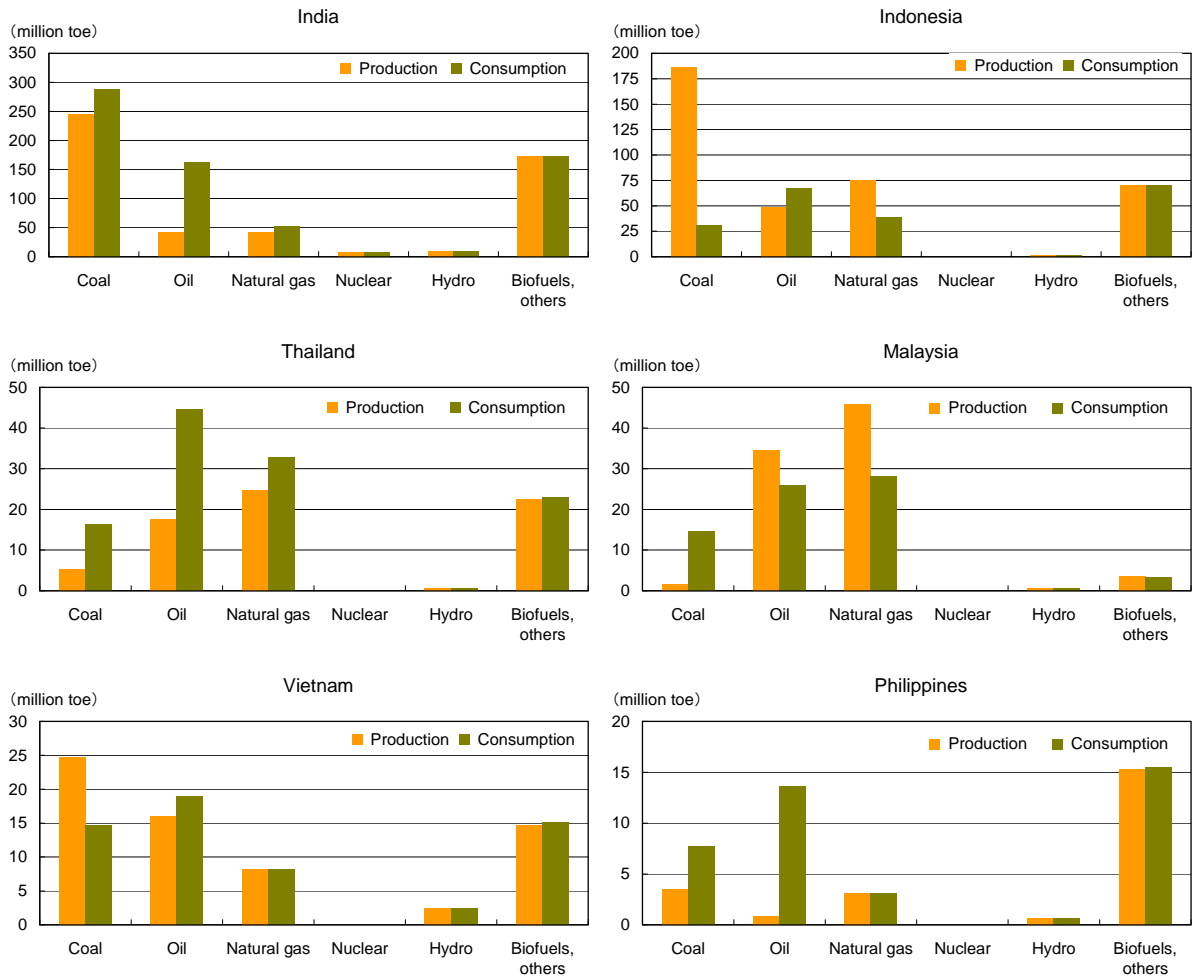 India
（million toe）
350
300
250
200
150
100
50
0
Production Consumption
Coal Oil Natural gas Nuclear Hydro Biofuels,
others
Indonesia
（million toe）
200
175
150
125
100
75
50
25
0
Production Consumption
Coal Oil Natural gas Nuclear Hydro Biofuels,
others
Thailand
（million toe）
50
40
30
20
10
0
Production Consumption
Coal Oil Natural gas Nuclear Hydro Biofuels,
others
Malaysia
（million toe）
50
40
30
20
10
0
Production Consumption
Coal Oil Natural gas Nuclear Hydro Biofuels,
others
Vietnam
（million toe）
30
25
20
15
10
5
0
Production Consumption
Coal Oil Natural gas Nuclear Hydro Biofuels,
others
Philippines
（million toe）
20
15
10
5
0
Production Consumption
Coal Oil Natural gas Nuclear Hydro Biofuels,
others